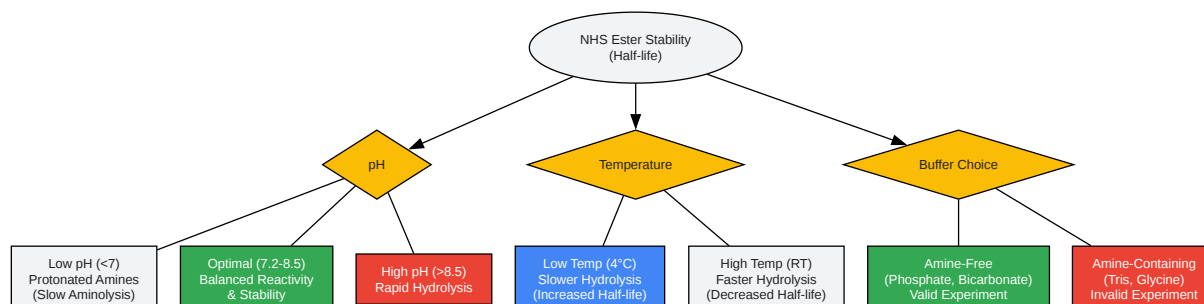 NHS Ester Stability
(Half-life)
pH
Temperature
Buffer Choice
Low pH (<7)
Protonated Amines
(Slow Aminolysis)
Optimal (7.2-8.5)
Balanced Reactivity
& Stability
High pH (>8.5)
Rapid Hydrolysis
Low Temp (4°C)
Slower Hydrolysis
(Increased Half-life)
High Temp (RT)
Faster Hydrolysis
(Decreased Half-life)
Amine-Free
(Phosphate, Bicarbonate)
Valid Experiment
Amine-Containing
(Tris, Glycine)
Invalid Experiment